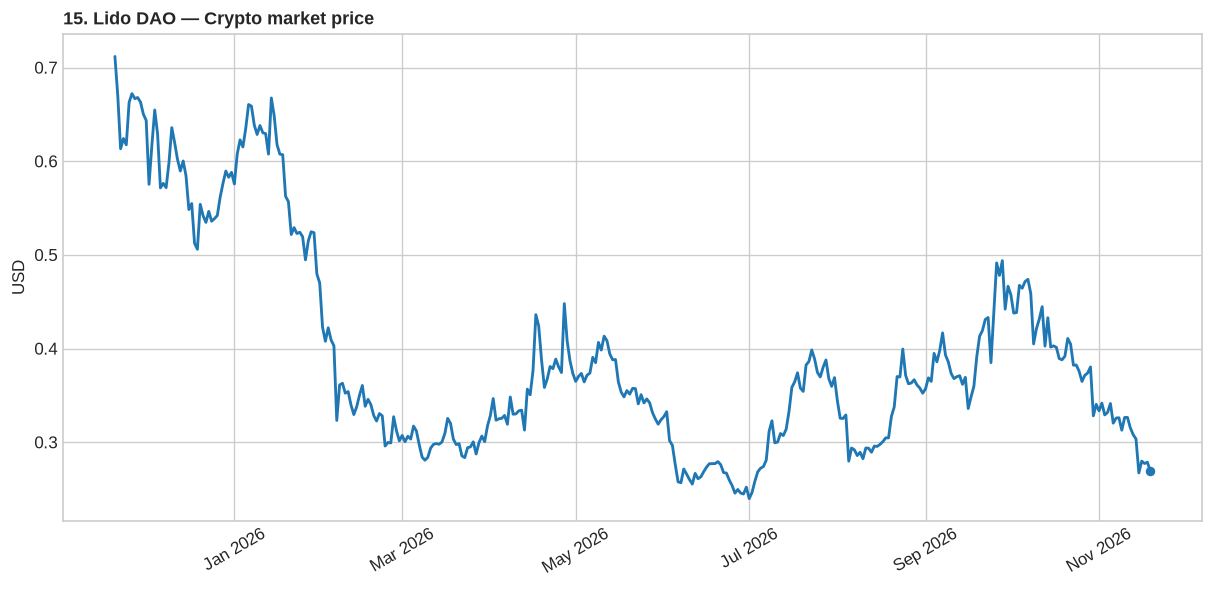 15. Lido DAO — Crypto market price
USD
0.7
0.6
0.5
0.4
0.3
Jan 2026
Mar 2026
May 2026
Jul 2026
Sep 2026
Nov 2026